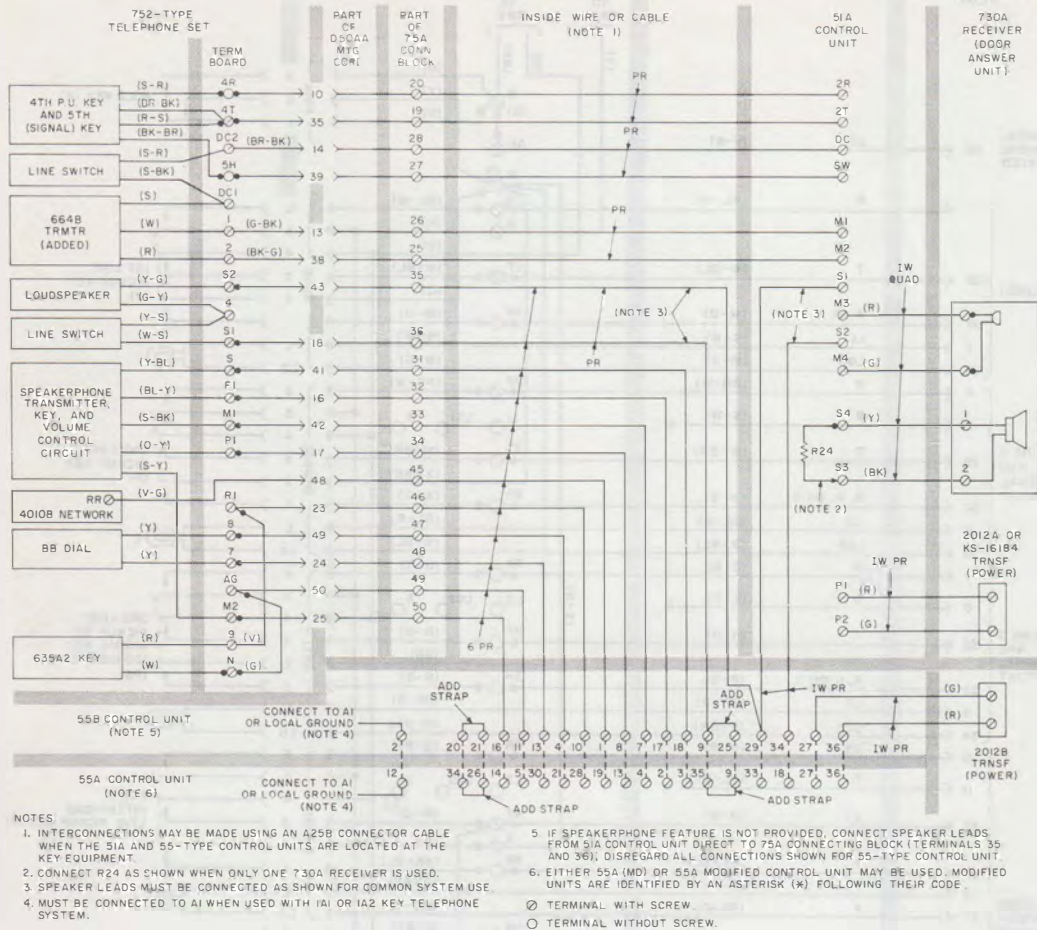 752-TYPE
TELEPHONE SET
PART
OF
D50AA
MTG
CORD
PART
OF
75A
CONN
BLOCK
INSIDE WIRE OR CABLE
(NOTE 1)
51A
CONTROL
UNIT
730A
RECEIVER
(DOOR
ANSWER
UNIT)
TERM
BOARD
4TH P.U. KEY
AND 5TH
(SIGNAL) KEY
(S-R) 4R 10 20 PR 2R
(BR-BK)
(R-S) 4T 35 19 2T
(BK-BR)
(S-R) DC2 (BR-BK) 14 28 PR DC
LINE SWITCH
(S-BK) 5H 39 27 SW
(S) DC1
664B
TRMTR
(ADDED)
(W) 1 (G-BK) 13 26 PR M1
(R) 2 (BK-G) 38 25 M2
LOUDSPEAKER
(Y-G) S2 43 35 S1
(G-Y)
(Y-S) 4
(NOTE 3) (NOTE 3) M3 (R)
IW
QUAD
LINE SWITCH
(W-S) S1 18 36 S2
(Y-BL) S 41 31 PR M4 (G)
SPEAKERPHONE
TRANSMITTER,
KEY, AND
VOLUME
CONTROL
CIRCUIT
(BL-Y) F1 16 32
(S-BK) M1 42 33 S4 (Y) 1
(O-Y) P1 17 34 R24
(S-Y)
48 45 S3 (BK) 2
(NOTE 2)
RR (V-G)
4010B NETWORK
R1 23 46
BB DIAL
(Y) 8 49 47
(Y) 7 24 48
2012A OR
KS-16184
TRNSF
(POWER)
IW PR
AG 50 49 P1 (R)
M2 25 50 P2 (G)
635A2 KEY
(R) 9 (V)
6 PR
(W) N (G)
ADD
STRAP
ADD
STRAP
IW PR
(G)
(R)
IW PR
2012B
TRNSF
(POWER)
55B CONTROL UNIT
(NOTE 5)
CONNECT TO A1
OR LOCAL GROUND
(NOTE 4)
2 20 21 16 11 13 4 10 1 8 7 17 18 9 25 29 34 27 36
55A CONTROL UNIT
(NOTE 6)
CONNECT TO A1
OR LOCAL GROUND
(NOTE 4)
12 34 26 14 5 30 21 28 19 13 4 2 3 35 9 33 18 27 36
ADD STRAP
ADD STRAP
NOTES
1. INTERCONNECTIONS MAY BE MADE USING AN A25B CONNECTOR CABLE
WHEN THE 51A AND 55-TYPE CONTROL UNITS ARE LOCATED AT THE
KEY EQUIPMENT.
2. CONNECT R24 AS SHOWN WHEN ONLY ONE 730A RECEIVER IS USED.
3. SPEAKER LEADS MUST BE CONNECTED AS SHOWN FOR COMMON SYSTEM USE.
4. MUST BE CONNECTED TO A1 WHEN USED WITH 1A1 OR 1A2 KEY TELEPHONE
SYSTEM.
5. IF SPEAKERPHONE FEATURE IS NOT PROVIDED, CONNECT SPEAKER LEADS
FROM 51A CONTROL UNIT DIRECT TO 75A CONNECTING BLOCK (TERMINALS 35
AND 36); DISREGARD ALL CONNECTIONS SHOWN FOR 55-TYPE CONTROL UNIT.
6. EITHER 55A (MD) OR 55A MODIFIED CONTROL UNIT MAY BE USED. MODIFIED
UNITS ARE IDENTIFIED BY AN ASTERISK (*) FOLLOWING THEIR CODE.
TERMINAL WITH SCREW.
TERMINAL WITHOUT SCREW.